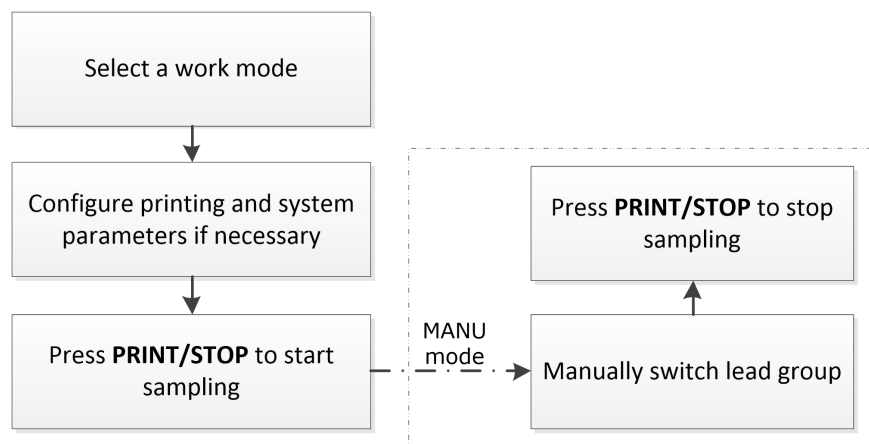 Select a work mode
Configure printing and system
parameters if necessary
Press PRINT/STOP to start
sampling
MANU
mode
Manually switch lead group
Press PRINT/STOP to stop
sampling